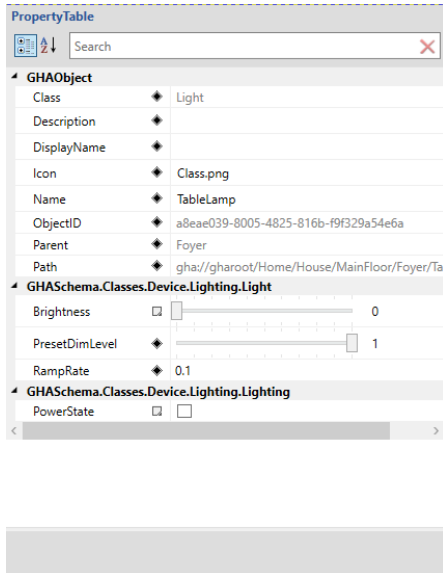 PropertyTable
A Z Search
GHAObject
Class Light
Description
DisplayName
Icon Class.png
Name TableLamp
ObjectID a8eae039-8005-4825-816b-f9f329a54e6a
Parent Foyer
Path gha://gharoot/Home/House/MainFloor/Foyer/Ta
GHASchema.Classes.Device.Lighting.Light
Brightness 0
PresetDimLevel 1
RampRate 0.1
GHASchema.Classes.Device.Lighting.Lighting
PowerState